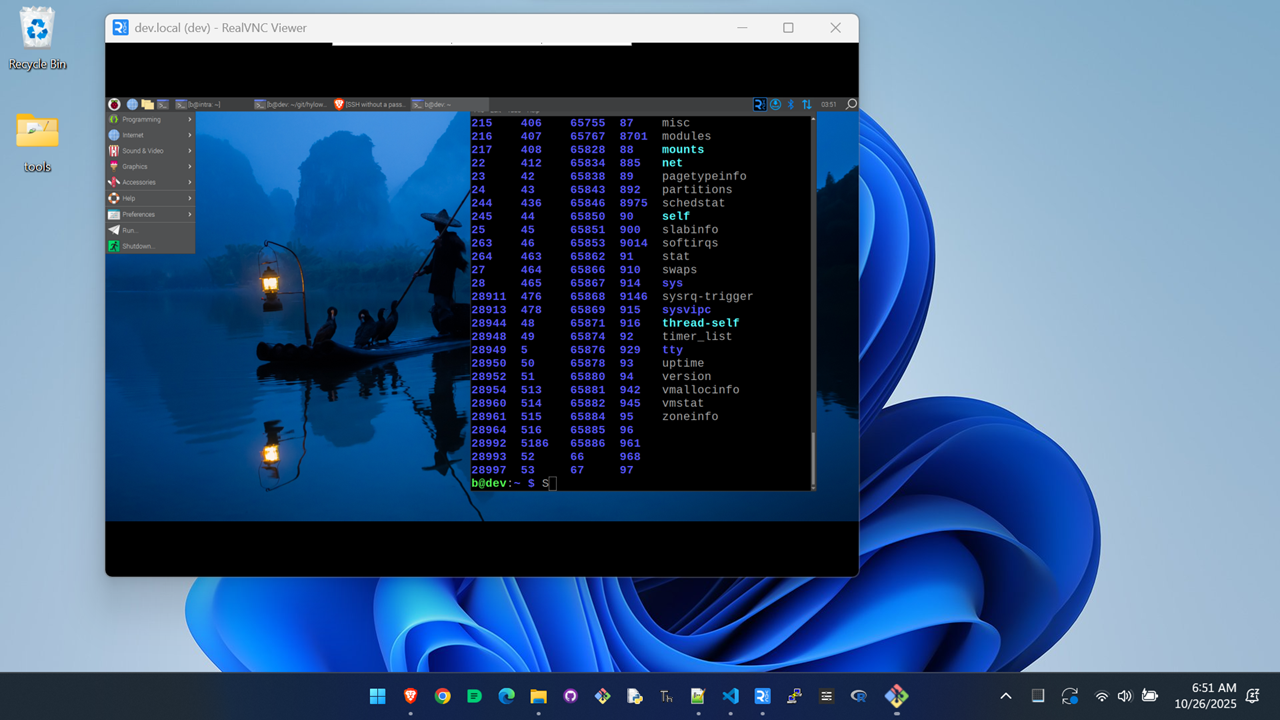 dev.local (dev) - RealVNC Viewer
Recycle Bin
tools
[b@intra: ~]
[b@dev: ~/git/hylow...
[SSH without a pass...
b@dev: ~
03:51
Programming
Internet
Sound & Video
Graphics
Accessories
Help
Preferences
Run...
Shutdown...
215 406 65755 87 misc
216 407 65767 8701 modules
217 408 65828 88 mounts
22 412 65834 885 net
23 42 65838 89 pagetypeinfo
24 43 65843 892 partitions
244 436 65846 8975 schedstat
245 44 65850 90 self
25 45 65851 900 slabinfo
263 46 65853 9014 softirqs
264 463 65862 91 stat
27 464 65866 910 swaps
28 465 65867 914 sys
28911 476 65868 9146 sysrq-trigger
28913 478 65869 915 sysvipc
28944 48 65871 916 thread-self
28948 49 65874 92 timer_list
28949 5 65876 929 tty
28950 50 65878 93 uptime
28952 51 65880 94 version
28954 513 65881 942 vmallocinfo
28960 514 65882 945 vmstat
28961 515 65884 95 zoneinfo
28964 516 65885 96
28992 5186 65886 961
28993 52 66 968
28997 53 67 97
b@dev:~ $ S
Th
6:51 AM
10/26/2025